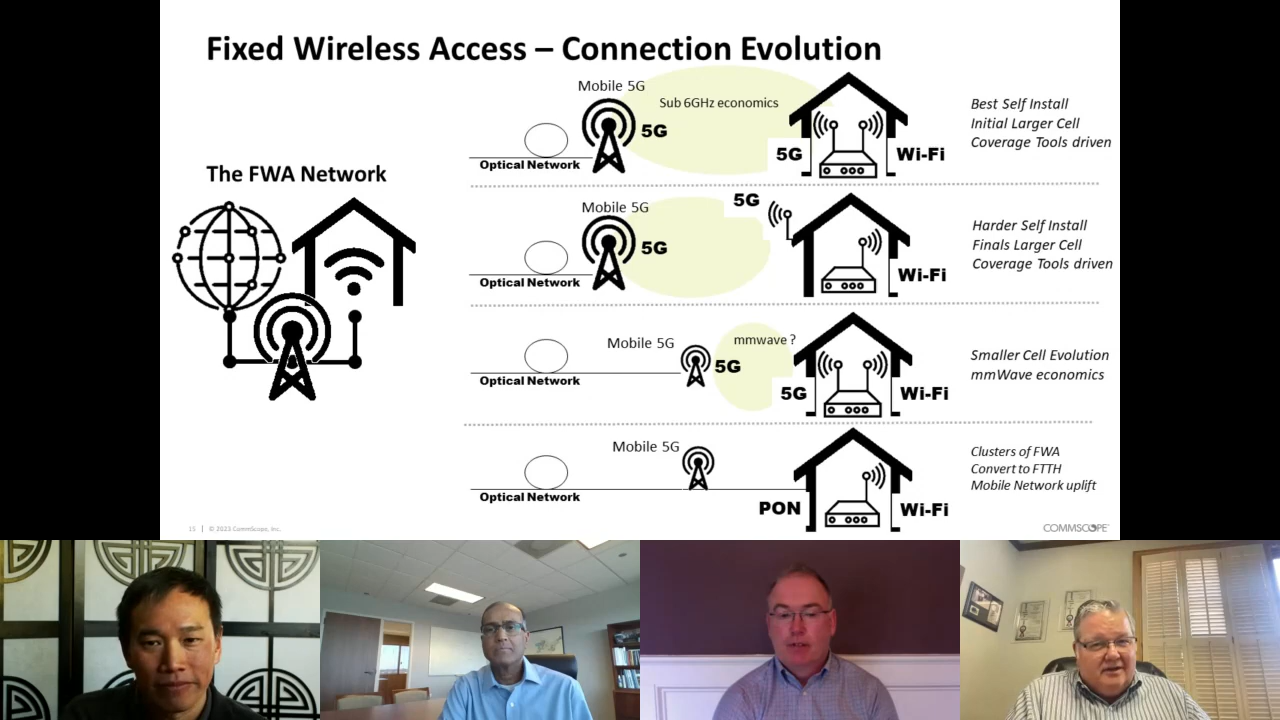 Fixed Wireless Access – Connection Evolution
The FWA Network
Mobile 5G
Sub 6GHz economics
5G
5G
Wi-Fi
Optical Network
Best Self Install
Initial Larger Cell
Coverage Tools driven
Mobile 5G
5G
5G
Wi-Fi
Optical Network
Harder Self Install
Finals Larger Cell
Coverage Tools driven
Mobile 5G
mmwave ?
5G
5G
Wi-Fi
Optical Network
Smaller Cell Evolution
mmWave economics
Mobile 5G
Optical Network
PON
Wi-Fi
Clusters of FWA
Convert to FTTH
Mobile Network uplift
15 | © 2023 CommScope, Inc.
COMMSCOPE